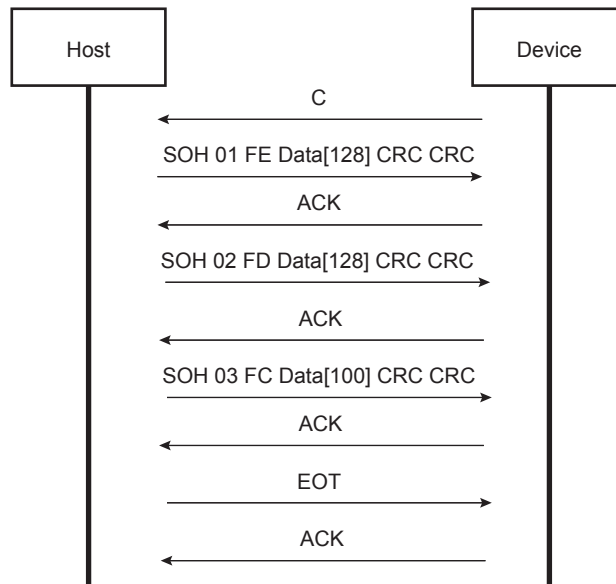 Host
Device
C
SOH 01 FE Data[128] CRC CRC
ACK
SOH 02 FD Data[128] CRC CRC
ACK
SOH 03 FC Data[100] CRC CRC
ACK
EOT
ACK